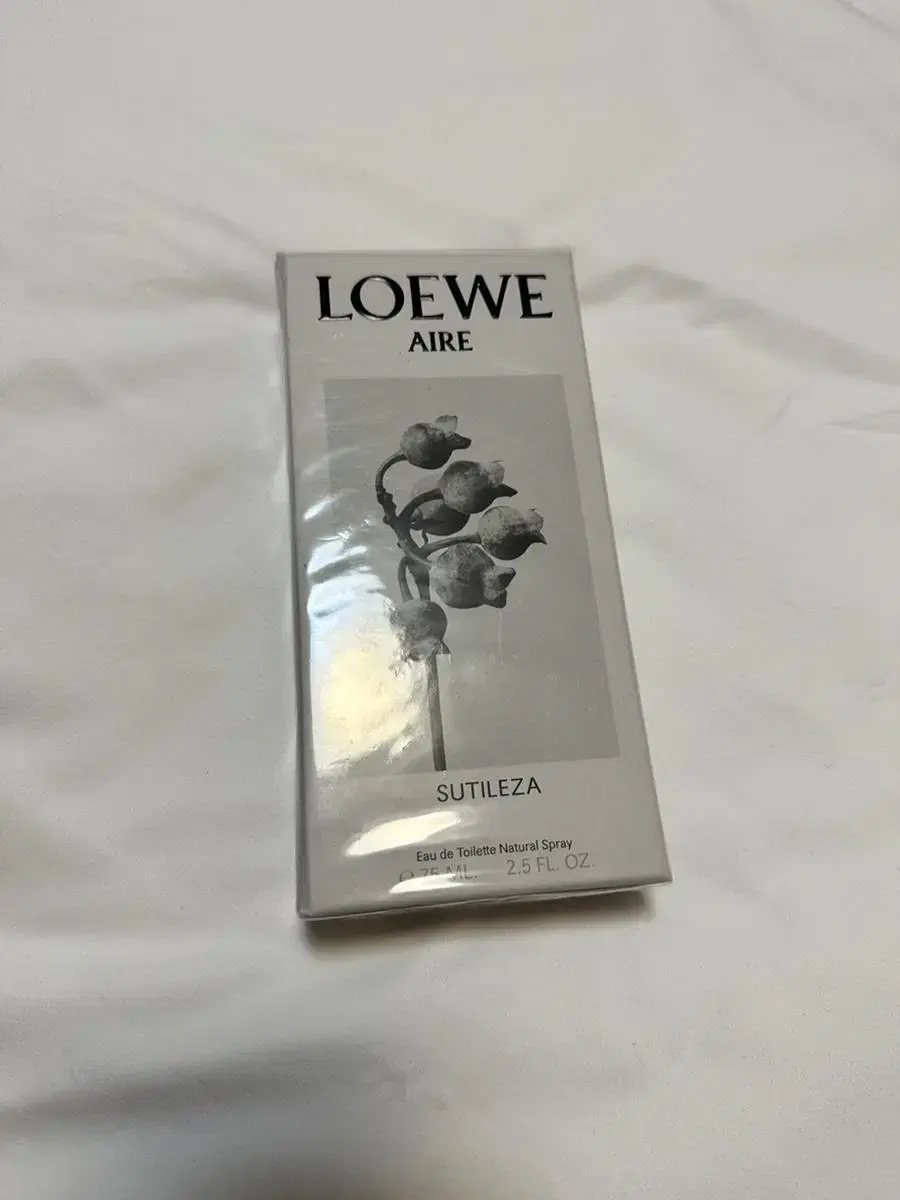 LOEWE
AIRE
SUTILEZA
Eau de Toilette Natural Spray
℮ 75 ML. 2.5 FL. OZ.